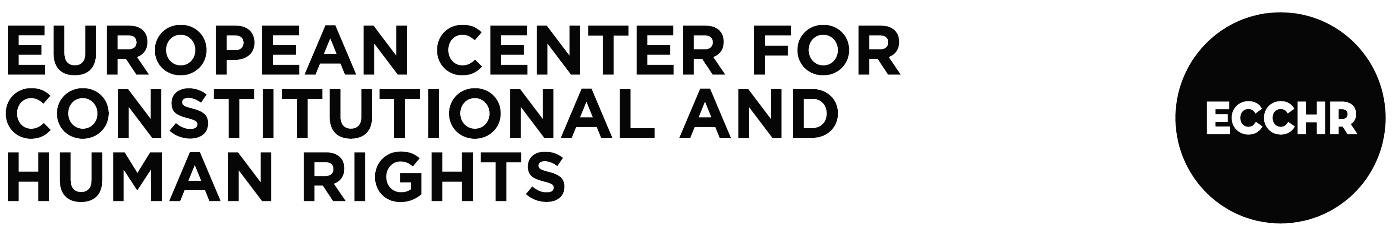 EUROPEAN CENTER FOR
CONSTITUTIONAL AND
HUMAN RIGHTS
ECCHR